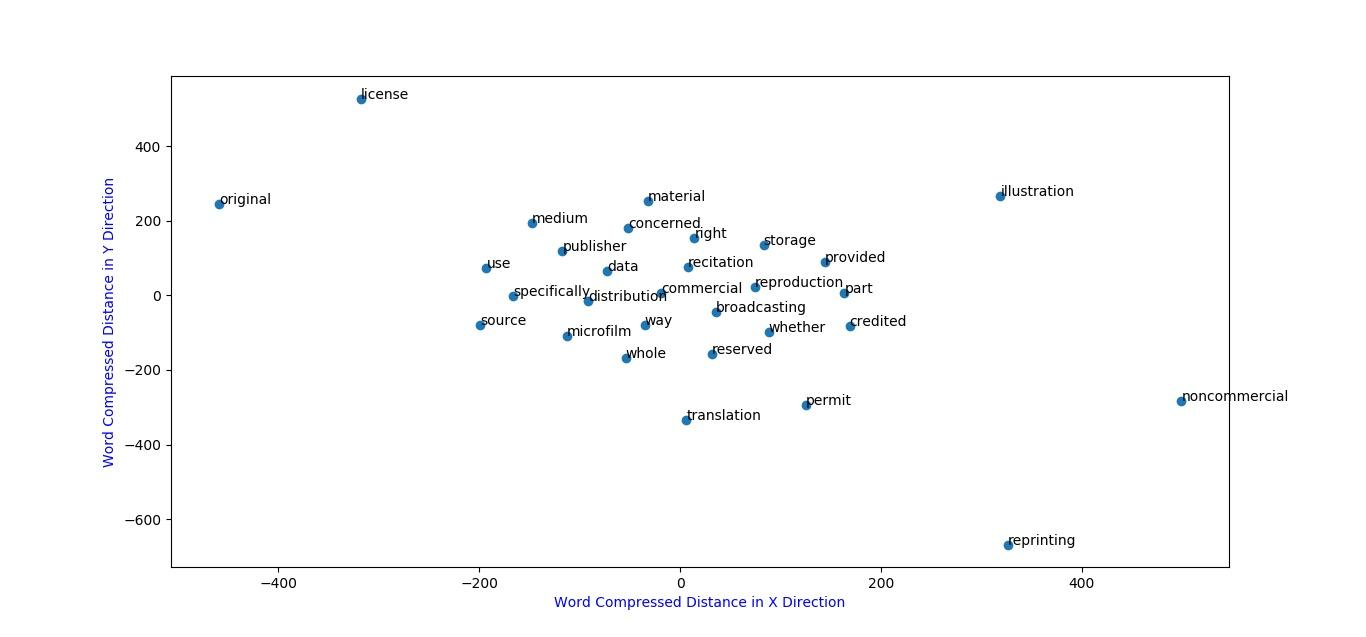 license
400
original
material
illustration
200
medium
concerned
right
storage
publisher
provided
use
data
recitation
reproduction
specifically
distribution
commercial
part
0
broadcasting
source
way
credited
microfilm
whether
whole
reserved
−200
permit
noncommercial
translation
−400
−600
reprinting
−400 −200 0 200 400
Word Compressed Distance in X Direction
Word Compressed Distance in Y Direction